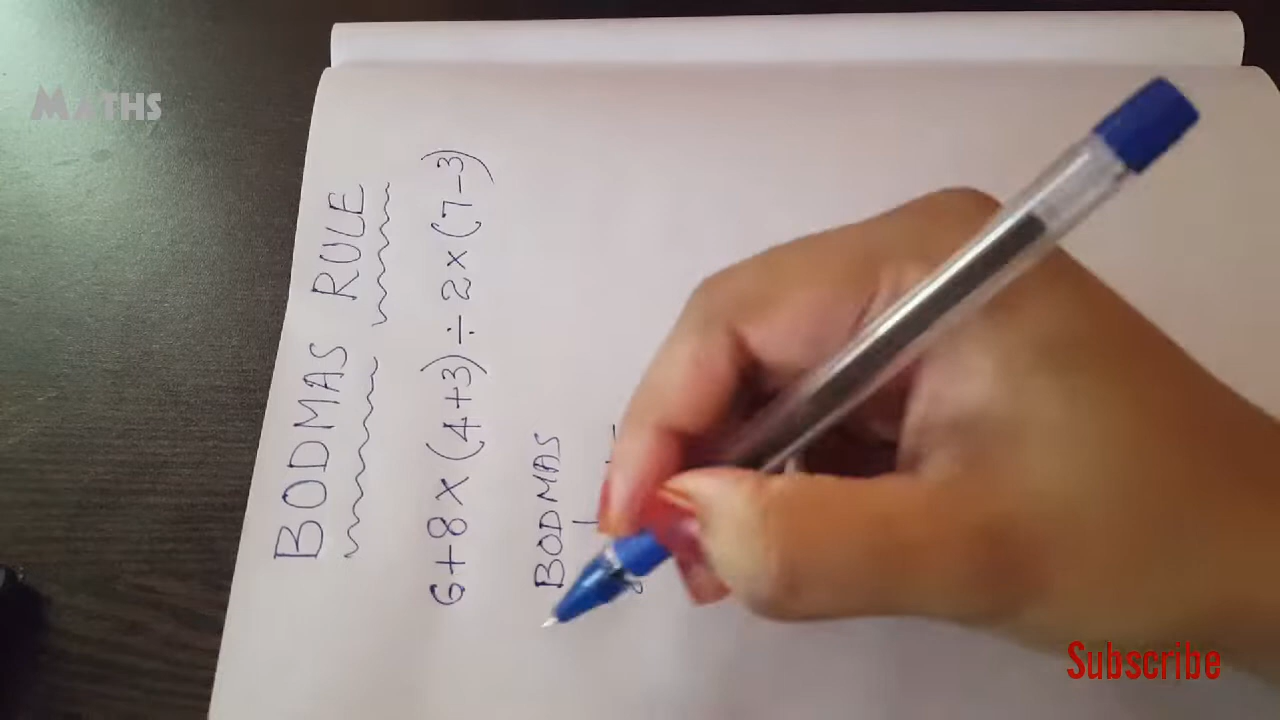 MATHS
BODMAS RULE
6+8×(4+3)÷2×(7-3)
BODMAS
Subscribe